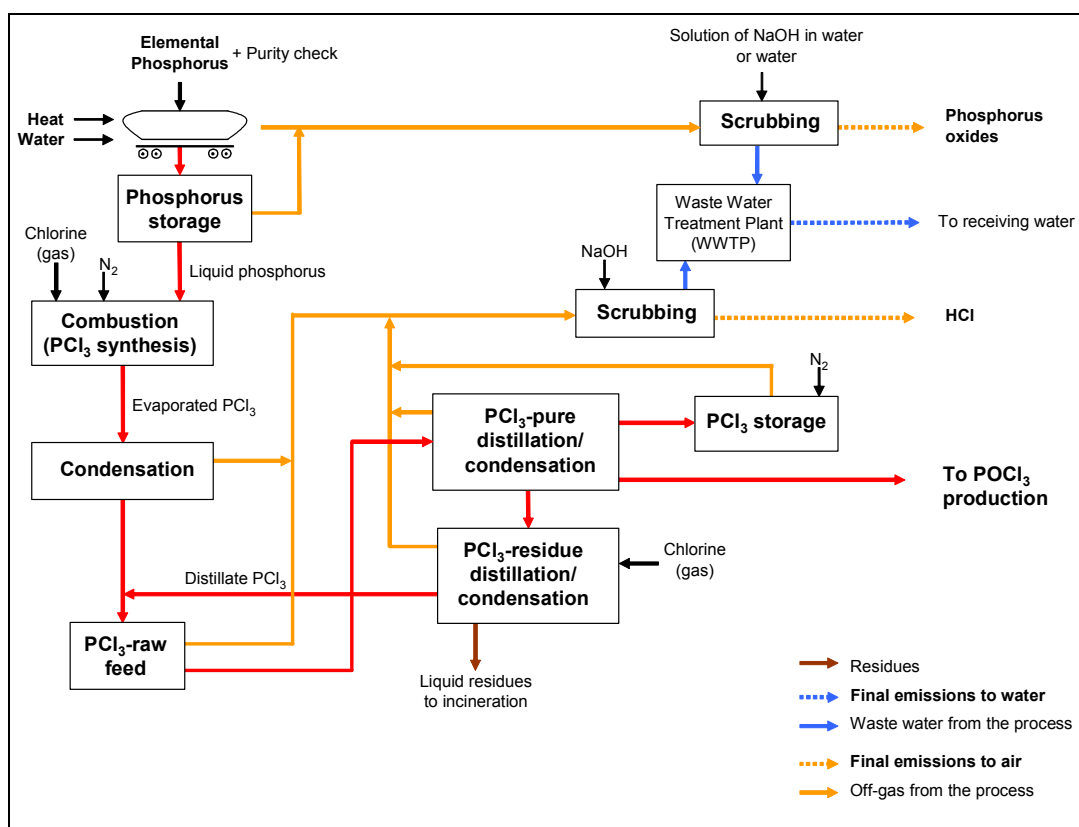 Elemental
Phosphorus
+ Purity check
Heat
Water
Solution of NaOH in water
or water
Scrubbing
Phosphorus
oxides
Phosphorus
storage
Waste Water
Treatment Plant
(WWTP)
To receiving water
Chlorine
(gas)
N₂
Liquid phosphorus
NaOH
Scrubbing
HCl
Combustion
(PCl₃ synthesis)
N₂
Evaporated PCl₃
PCl₃-pure
distillation/
condensation
PCl₃ storage
Condensation
To POCl₃
production
PCl₃-residue
distillation/
condensation
Chlorine
(gas)
Distillate PCl₃
PCl₃-raw
feed
Liquid residues
to incineration
Residues
Final emissions to water
Waste water from the process
Final emissions to air
Off-gas from the process